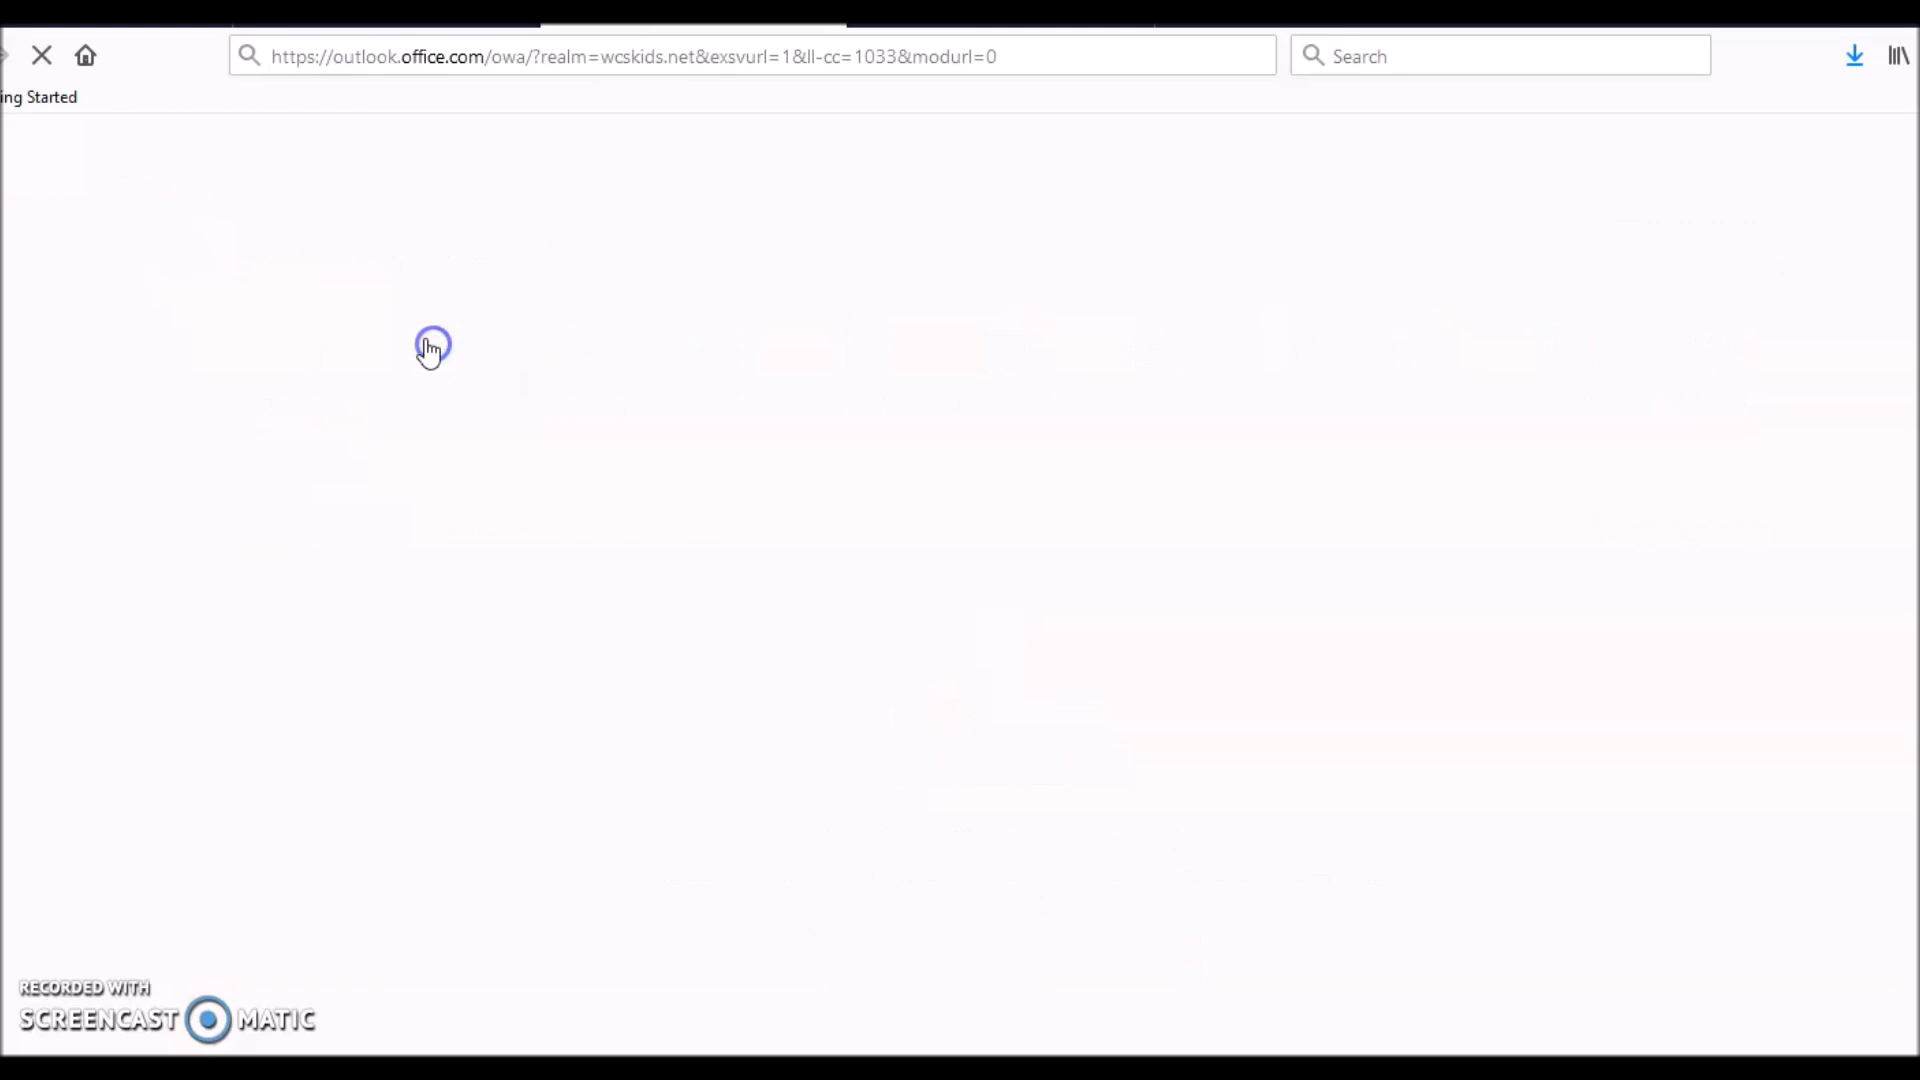 https://outlook.office.com/owa/?realm=wcskids.net&exsvurl=1&ll-cc=1033&modurl=0
Search
ing Started
RECORDED WITH
SCREENCAST MATIC